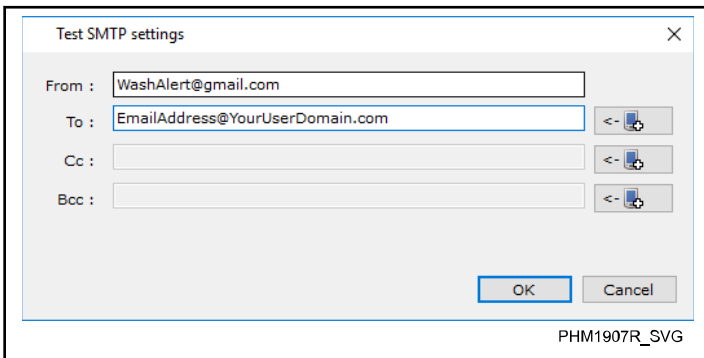 Test SMTP settings
From : WashAlert@gmail.com
To : EmailAddress@YourUserDomain.com <-
Cc : <-
Bcc : <-
OK Cancel
PHM1907R_SVG